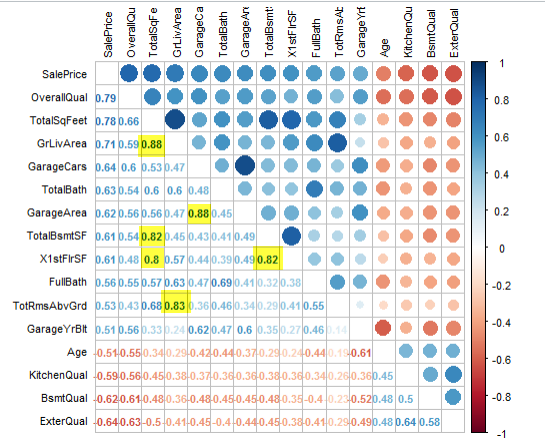 SalePrice
OverallQu
TotalSqFe
GrLivArea
GarageCa
TotalBath
GarageAre
TotalBsmt
X1stFlrSF
FullBath
TotRmsAb
Age
KitchenQu
BsmtQual
ExterQual
SalePrice
OverallQual 0.79
TotalSqFeet 0.78 0.66
GrLivArea 0.71 0.59 0.88
GarageCars 0.64 0.6 0.53 0.47
TotalBath 0.63 0.54 0.6 0.6 0.48
GarageArea 0.62 0.56 0.56 0.47 0.88 0.45
TotalBsmtSF 0.61 0.54 0.82 0.45 0.43 0.41 0.49
X1stFlrSF 0.61 0.48 0.8 0.57 0.44 0.39 0.49 0.82
FullBath 0.56 0.55 0.57 0.63 0.47 0.69 0.41 0.32 0.38
TotRmsAbvGrd 0.53 0.43 0.68 0.83 0.36 0.46 0.34 0.29 0.41 0.55
GarageYrBlt 0.51 0.56 0.33 0.24 0.62 0.47 0.6 0.35 0.27 0.46 0.14
Age -0.51 -0.55 -0.34 -0.29 -0.42 -0.44 -0.37 -0.29 -0.24 -0.44 -0.61
KitchenQual -0.59 -0.56 -0.45 -0.38 -0.37 -0.36 -0.36 -0.38 -0.34 -0.34 -0.36 0.45
BsmtQual -0.62 -0.61 -0.48 -0.36 -0.48 -0.45 -0.45 -0.48 -0.35 -0.4 -0.52 0.48 0.5
ExterQual -0.64 -0.63 -0.5 -0.41 -0.45 -0.4 -0.44 -0.45 -0.38 -0.41 -0.49 0.48 0.64 0.58
1
0.8
0.6
0.4
0.2
0
-0.2
-0.4
-0.6
-0.8
-1